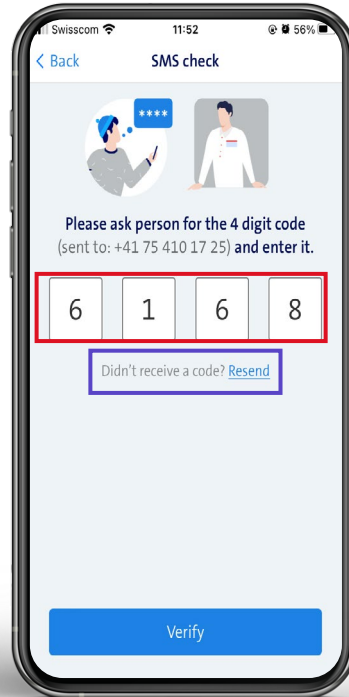 Swisscom 11:52 56%
Back SMS check
****
Please ask person for the 4 digit code
(sent to: +41 75 410 17 25) and enter it.
6 1 6 8
Didn’t receive a code? Resend
Verify